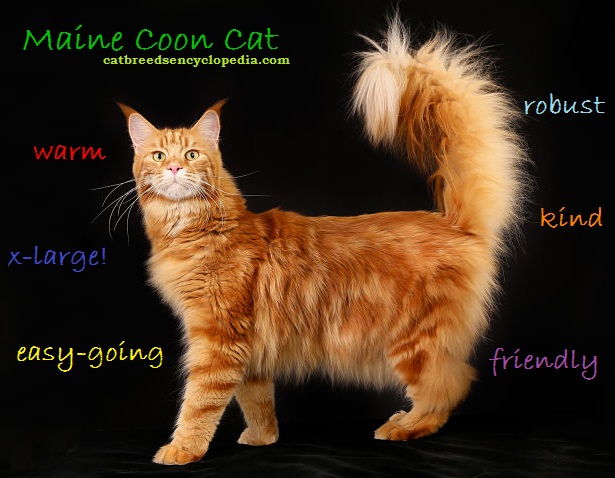 Maine Coon Cat
catbreedsencyclopedia.com
robust
warm
kind
x-large!
easy-going
friendly